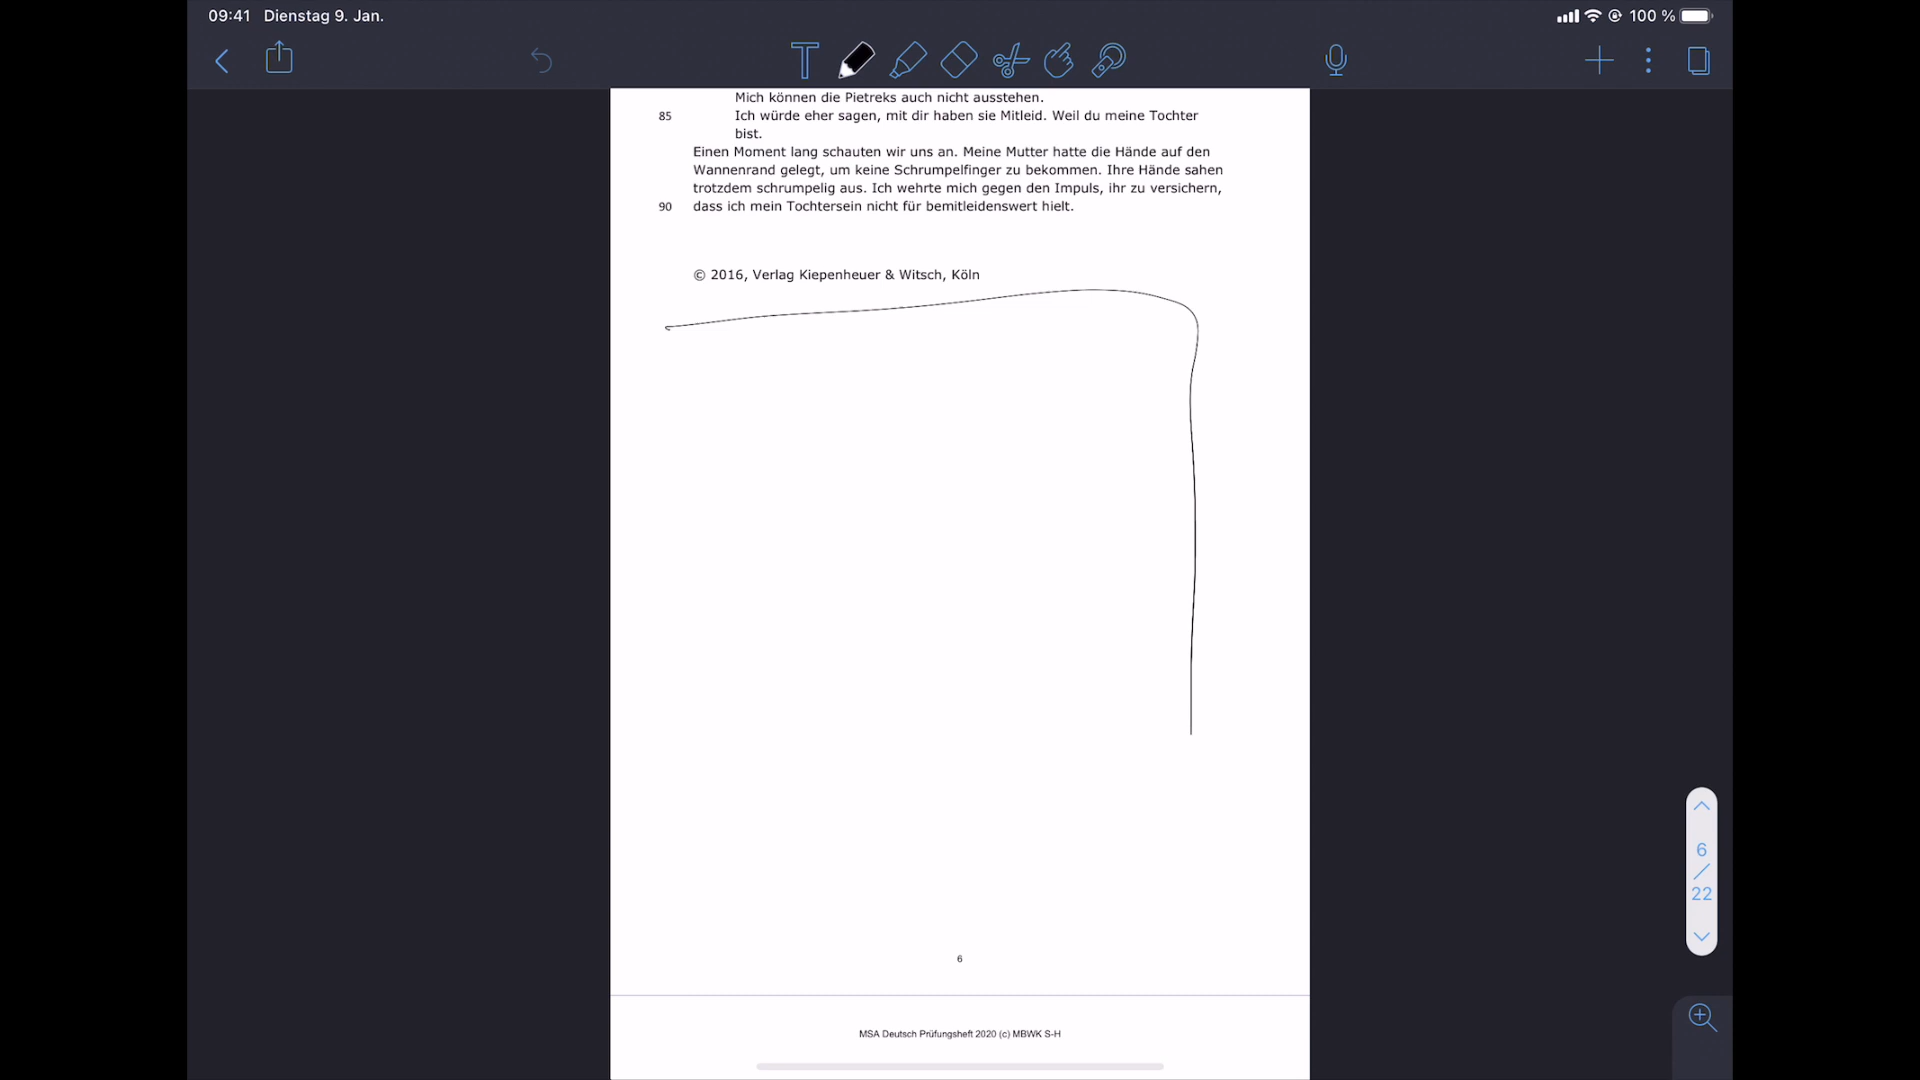 09:41 Dienstag 9. Jan.
100 %
T
Mich können die Pietreks auch nicht ausstehen.
85 Ich würde eher sagen, mit dir haben sie Mitleid. Weil du meine Tochter
bist.
Einen Moment lang schauten wir uns an. Meine Mutter hatte die Hände auf den
Wannenrand gelegt, um keine Schrumpelfinger zu bekommen. Ihre Hände sahen
trotzdem schrumpelig aus. Ich wehrte mich gegen den Impuls, ihr zu versichern,
90 dass ich mein Tochtersein nicht für bemitleidenswert hielt.
© 2016, Verlag Kiepenheuer & Witsch, Köln
6
/
22
6
MSA Deutsch Prüfungsheft 2020 (c) MBWK S-H